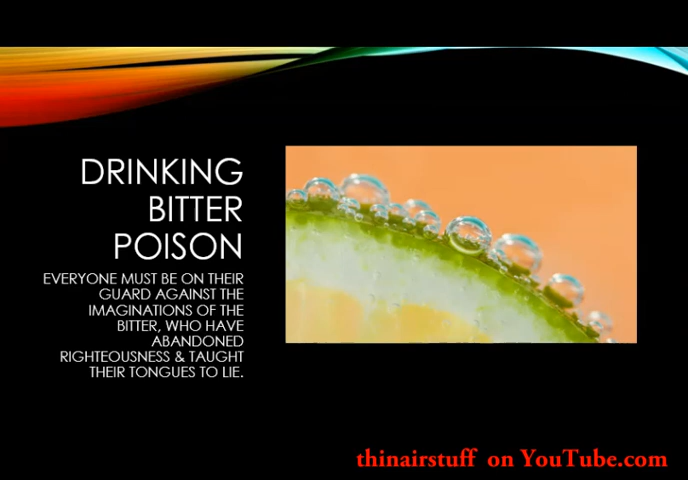 DRINKING
BITTER
POISON
EVERYONE MUST BE ON THEIR
GUARD AGAINST THE
IMAGINATIONS OF THE
BITTER, WHO HAVE
ABANDONED
RIGHTEOUSNESS & TAUGHT
THEIR TONGUES TO LIE.
thinairstuff on YouTube.com